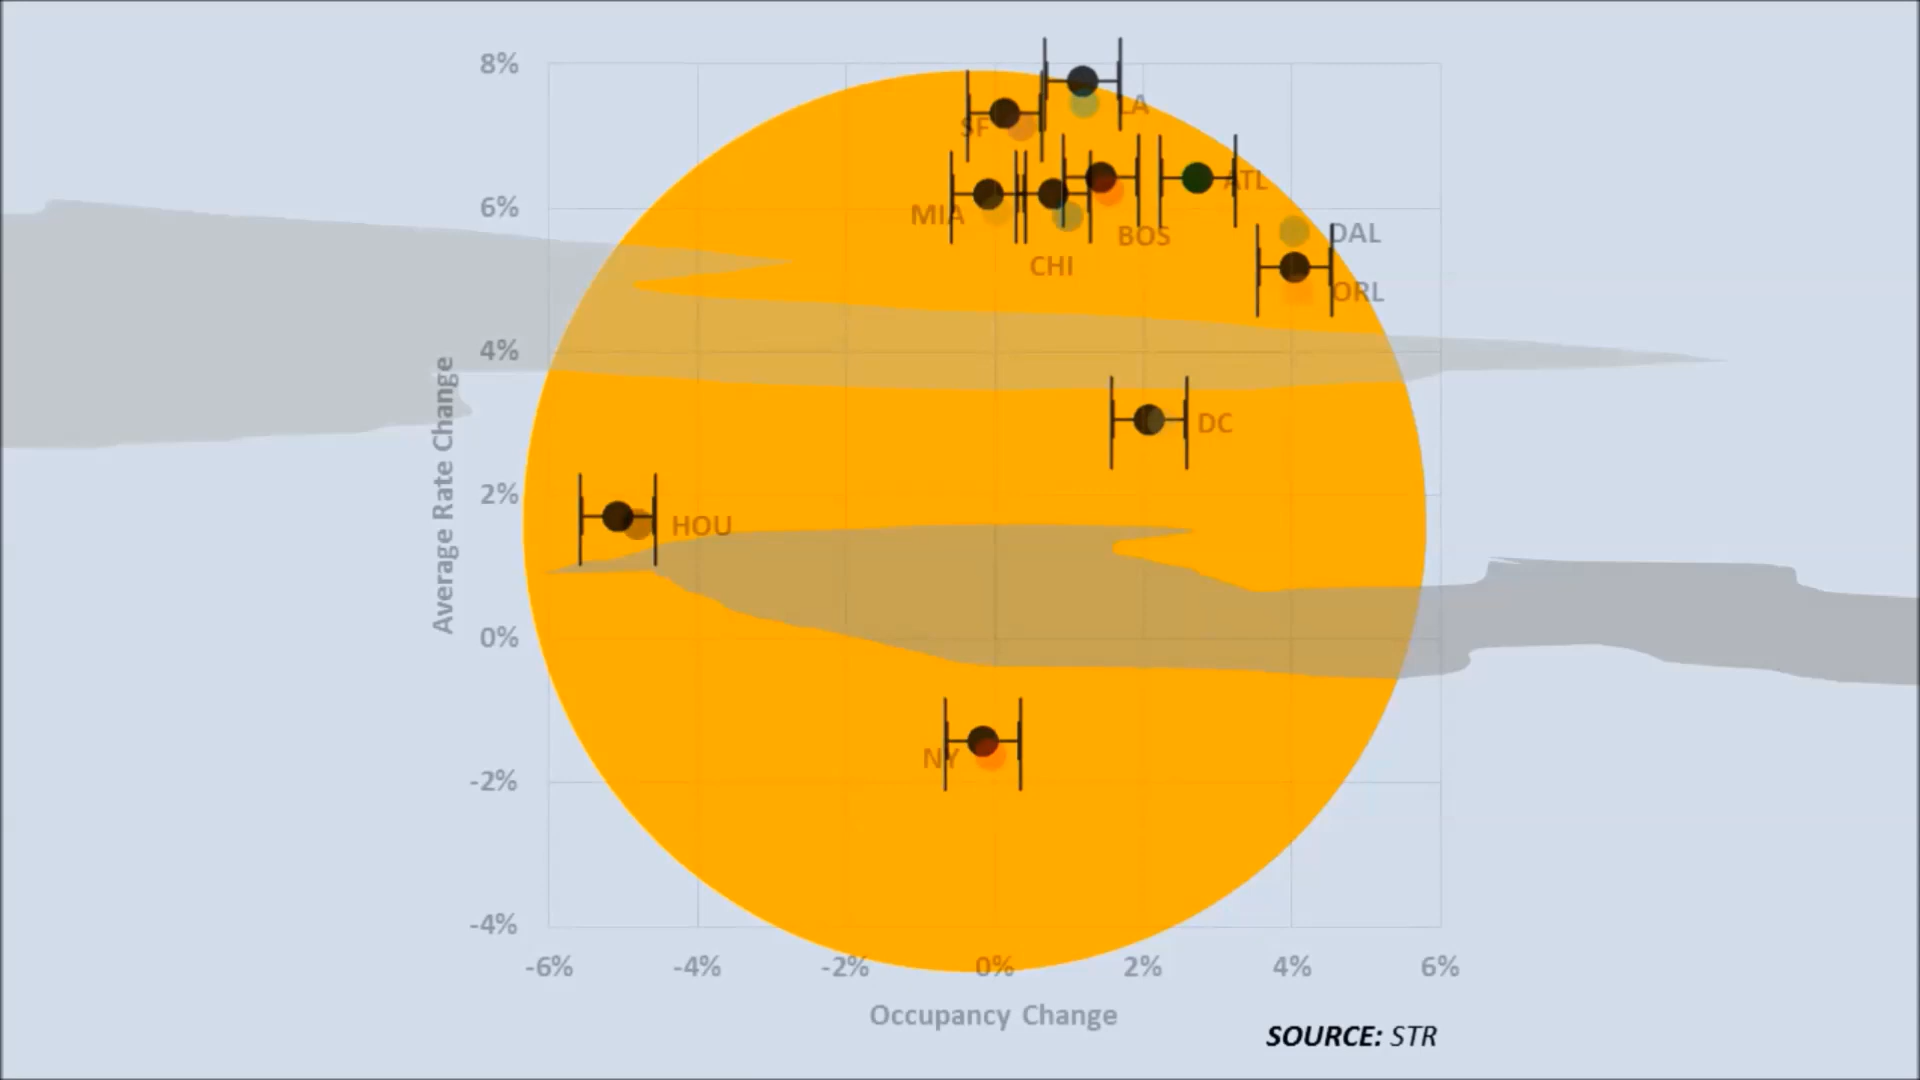 8%
LA
SF
6%
ATL
MIA
BOS
DAL
CHI
ORL
4%
DC
Average Rate Change
2%
HOU
0%
NY
-2%
-4%
-6% -4% -2% 0% 2% 4% 6%
Occupancy Change
SOURCE: STR